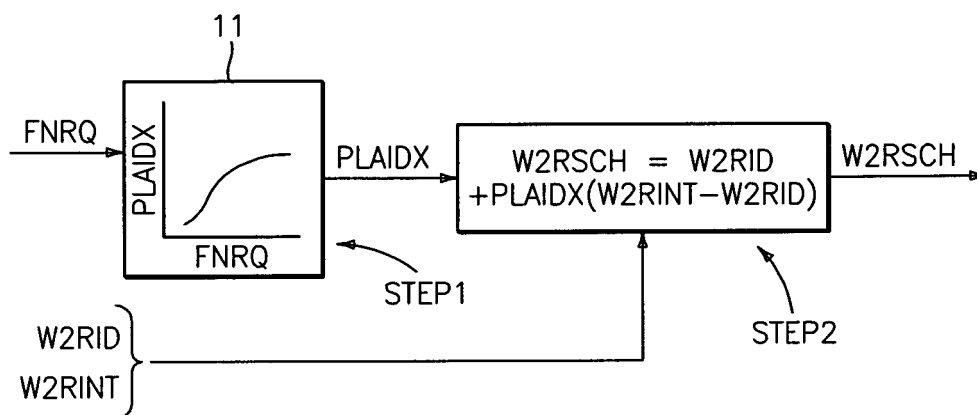 11
FNRQ
PLAIDX
FNRQ
STEP1
PLAIDX
W2RSCH = W2RID
+PLAIDX(W2RINT-W2RID)
W2RSCH
STEP2
W2RID
W2RINT